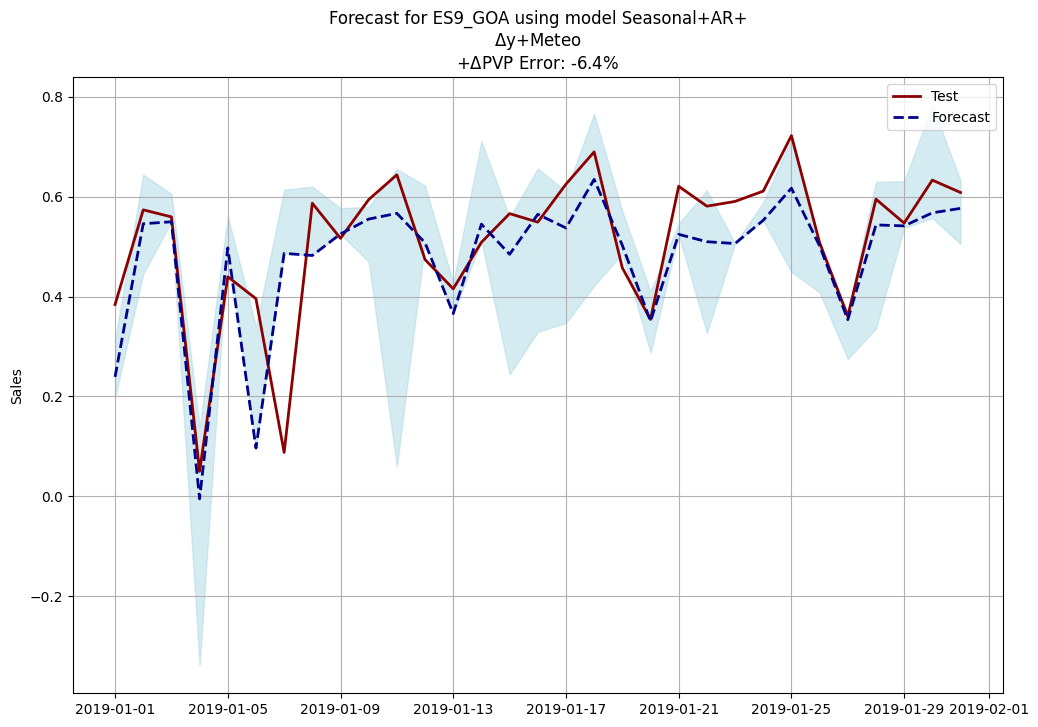 Forecast for ES9_GOA using model Seasonal+AR+
Δy+Meteo
+ΔPVP Error: -6.4%
Test
Forecast
Sales
0.8
0.6
0.4
0.2
0.0
−0.2
2019-01-01 2019-01-05 2019-01-09 2019-01-13 2019-01-17 2019-01-21 2019-01-25 2019-01-29 2019-02-01